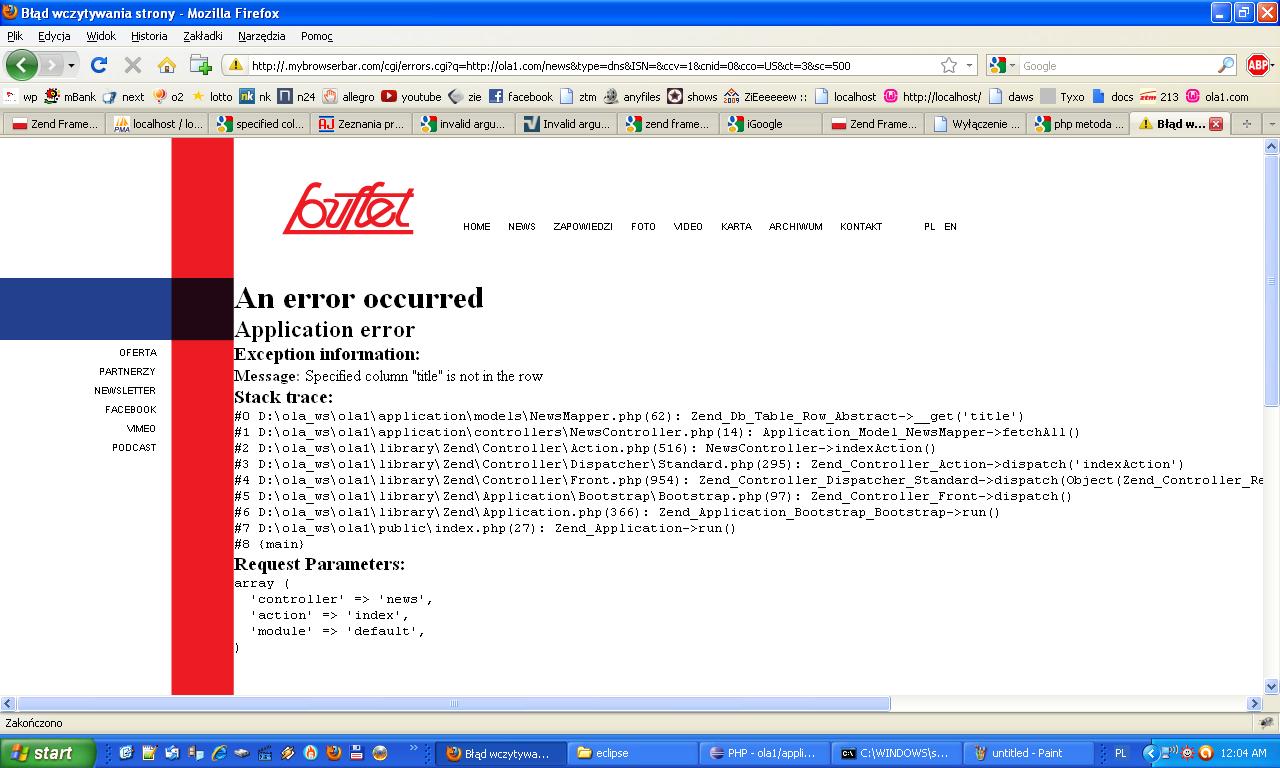 Błąd wczytywania strony - Mozilla Firefox
Plik Edycja Widok Historia Zakładki Narzędzia Pomoc
http://mybrowserbar.com/cgi/errors.cgi?q=http://ola1.com/news&type=dns&ISN=&ccv=1&cnid=0&cco=US&ct=3&sc=500 Google ABP
wp mBank next o2 lotto nk nk n24 allegro youtube zie facebook ztm anyfiles show ZiEeeeeew :: localhost http://localhost/ daws Tyxo docs ztm 213 ola1.com
Zend Frame... localhost / lo... specified col... AJ Zeznania pr... invalid argu... Invalid argu... zend frame... iGoogle Zend Frame... Wyłączenie ... php metoda ... Błąd w...
buffet
HOME NEWS ZAPOWIEDZI FOTO VIDEO KARTA ARCHIWUM KONTAKT PL EN
An error occurred
Application error
OFERTA
PARTNERZY
NEWSLETTER
FACEBOOK
VIMEO
PODCAST
Exception information:
Message: Specified column "title" is not in the row
Stack trace:
#0 D:\ola_ws\ola1\application\models\NewsMapper.php(62): Zend_Db_Table_Row_Abstract->__get('title')
#1 D:\ola_ws\ola1\application\controllers\NewsController.php(14): Application_Model_NewsMapper->fetchAll()
#2 D:\ola_ws\ola1\library\Zend\Controller\Action.php(516): NewsController->indexAction()
#3 D:\ola_ws\ola1\library\Zend\Controller\Dispatcher\Standard.php(295): Zend_Controller_Action->dispatch('indexAction')
#4 D:\ola_ws\ola1\library\Zend\Controller\Front.php(954): Zend_Controller_Dispatcher_Standard->dispatch(Object(Zend_Controller_Re
#5 D:\ola_ws\ola1\library\Zend\Application\Bootstrap\Bootstrap.php(97): Zend_Controller_Front->dispatch()
#6 D:\ola_ws\ola1\library\Zend\Application.php(366): Zend_Application_Bootstrap_Bootstrap->run()
#7 D:\ola_ws\ola1\public\index.php(27): Zend_Application->run()
#8 {main}
Request Parameters:
array (
'controller' => 'news',
'action' => 'index',
'module' => 'default',
)
Zakończono
start Błąd wczytywa... eclipse PHP - ola1/appli... C:\WINDOWS\s... untitled - Paint PL 12:04 AM